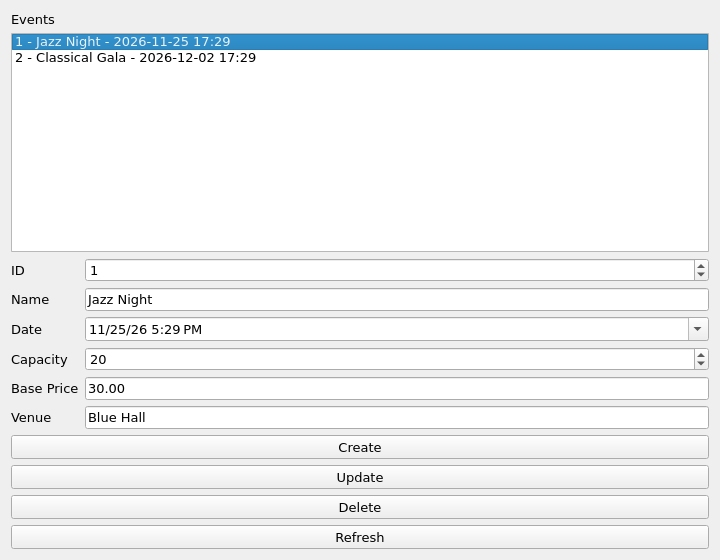 Events
1 - Jazz Night - 2026-11-25 17:29
2 - Classical Gala - 2026-12-02 17:29
ID 1
Name Jazz Night
Date 11/25/26 5:29 PM
Capacity 20
Base Price 30.00
Venue Blue Hall
Create
Update
Delete
Refresh